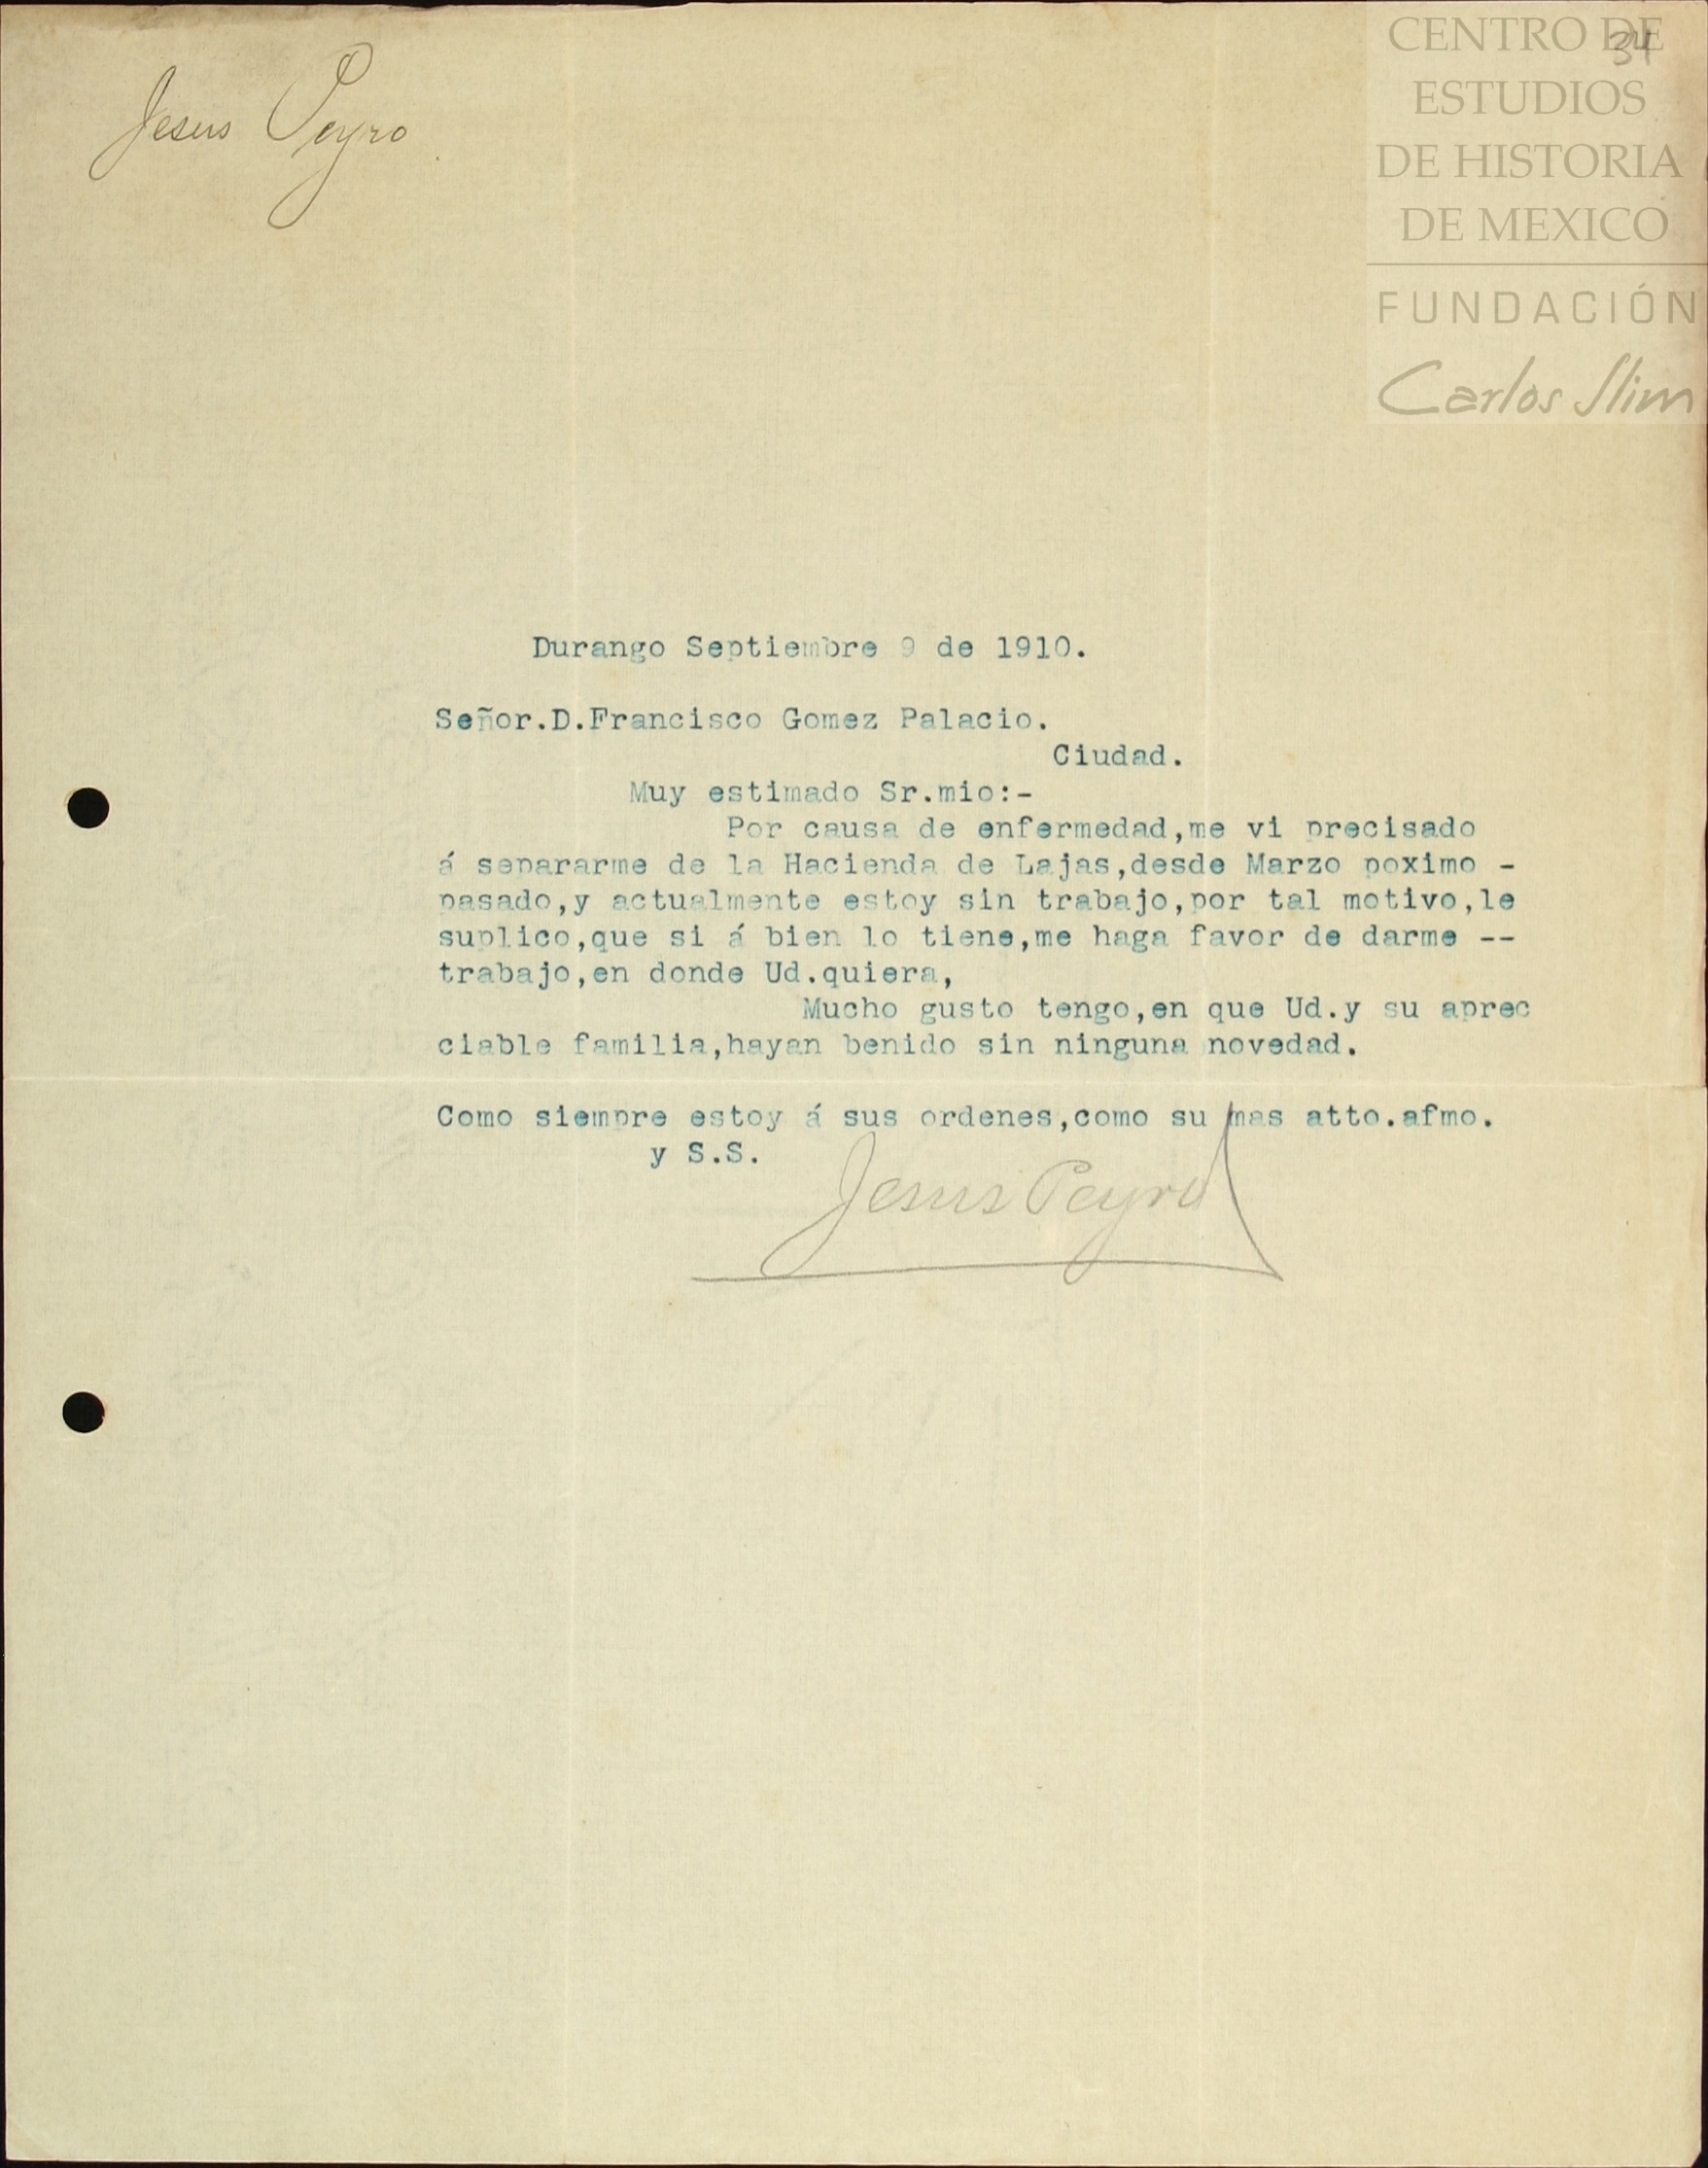 Jesus Peyro
34
CENTRO DE
ESTUDIOS
DE HISTORIA
DE MEXICO
FUNDACIÓN
Carlos Slim
Durango Septiembre 9 de 1910.
Señor.D.Francisco Gomez Palacio.
Ciudad.
Muy estimado Sr.mio:-
Por causa de enfermedad,me vi precisado
á separarme de la Hacienda de Lajas,desde Marzo poximo -
pasado,y actualmente estoy sin trabajo,por tal motivo,le
suplico,que si á bien lo tiene,me haga favor de darme --
trabajo,en donde Ud.quiera,
Mucho gusto tengo,en que Ud.y su aprec
ciable familia,hayan benido sin ninguna novedad.
Como siempre estoy á sus ordenes,como su mas atto.afmo.
y S.S.
Jesus Peyro